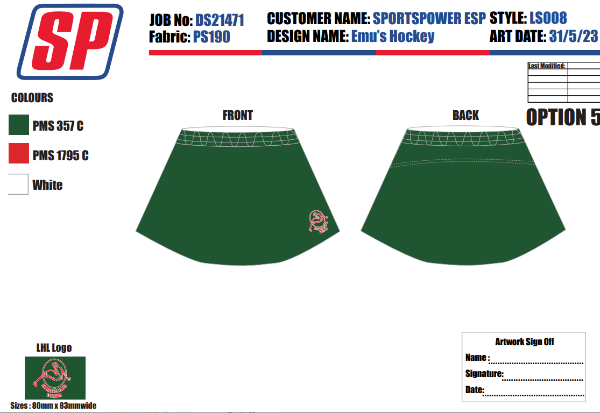 SP
JOB No: DS21471
CUSTOMER NAME: SPORTSPOWER ESP
STYLE: LS008
Fabric: PS190
DESIGN NAME: Emu's Hockey
ART DATE: 31/5/23
Last Modified:
OPTION 5
COLOURS
PMS 357 C
PMS 1795 C
White
FRONT
BACK
LHL Logo
Sizes : 80mm x 83mmwide
Artwork Sign Off
Name :
Signature:
Date: